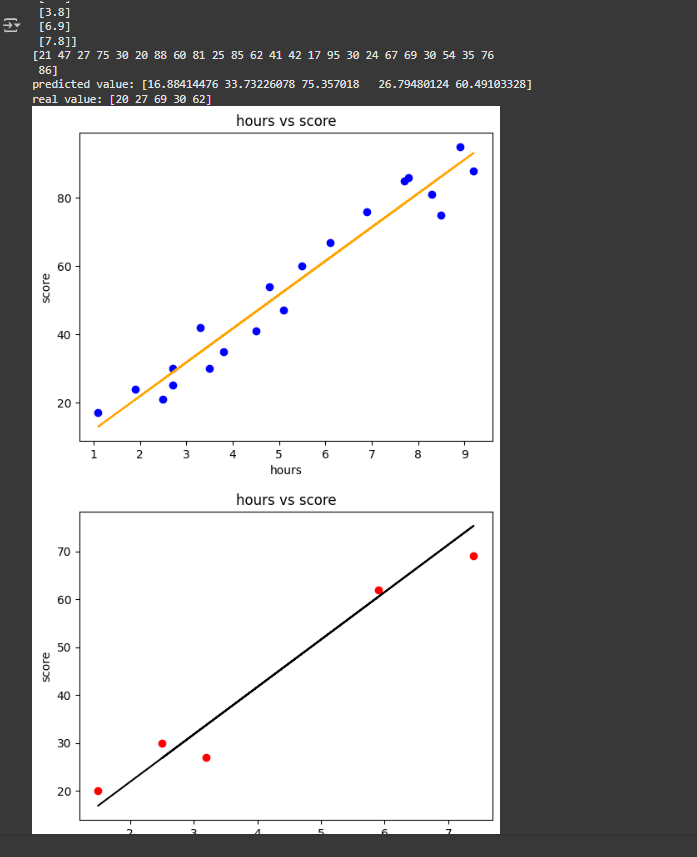 [3.8]
[6.9]
[7.8]]
[21 47 27 75 30 20 88 60 81 25 85 62 41 42 17 95 30 24 67 69 30 54 35 76
86]
predicted value: [16.88414476 33.73226078 75.357018   26.79480124 60.49103328]
real value: [20 27 69 30 62]
hours vs score
80
60
40
20
score
1 2 3 4 5 6 7 8 9
hours
hours vs score
70
60
50
40
30
20
score
2 3 4 5 6 7